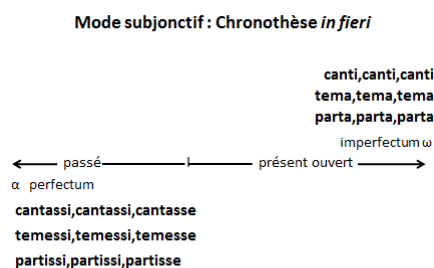 Mode subjonctif : Chronothèse in fieri
canti,canti,canti
tema,tema,tema
parta,parta,parta
imperfectum ω
passé présent ouvert
α perfectum
cantassi,cantassi,cantasse
temessi,temessi,temesse
partissi,partissi,partisse